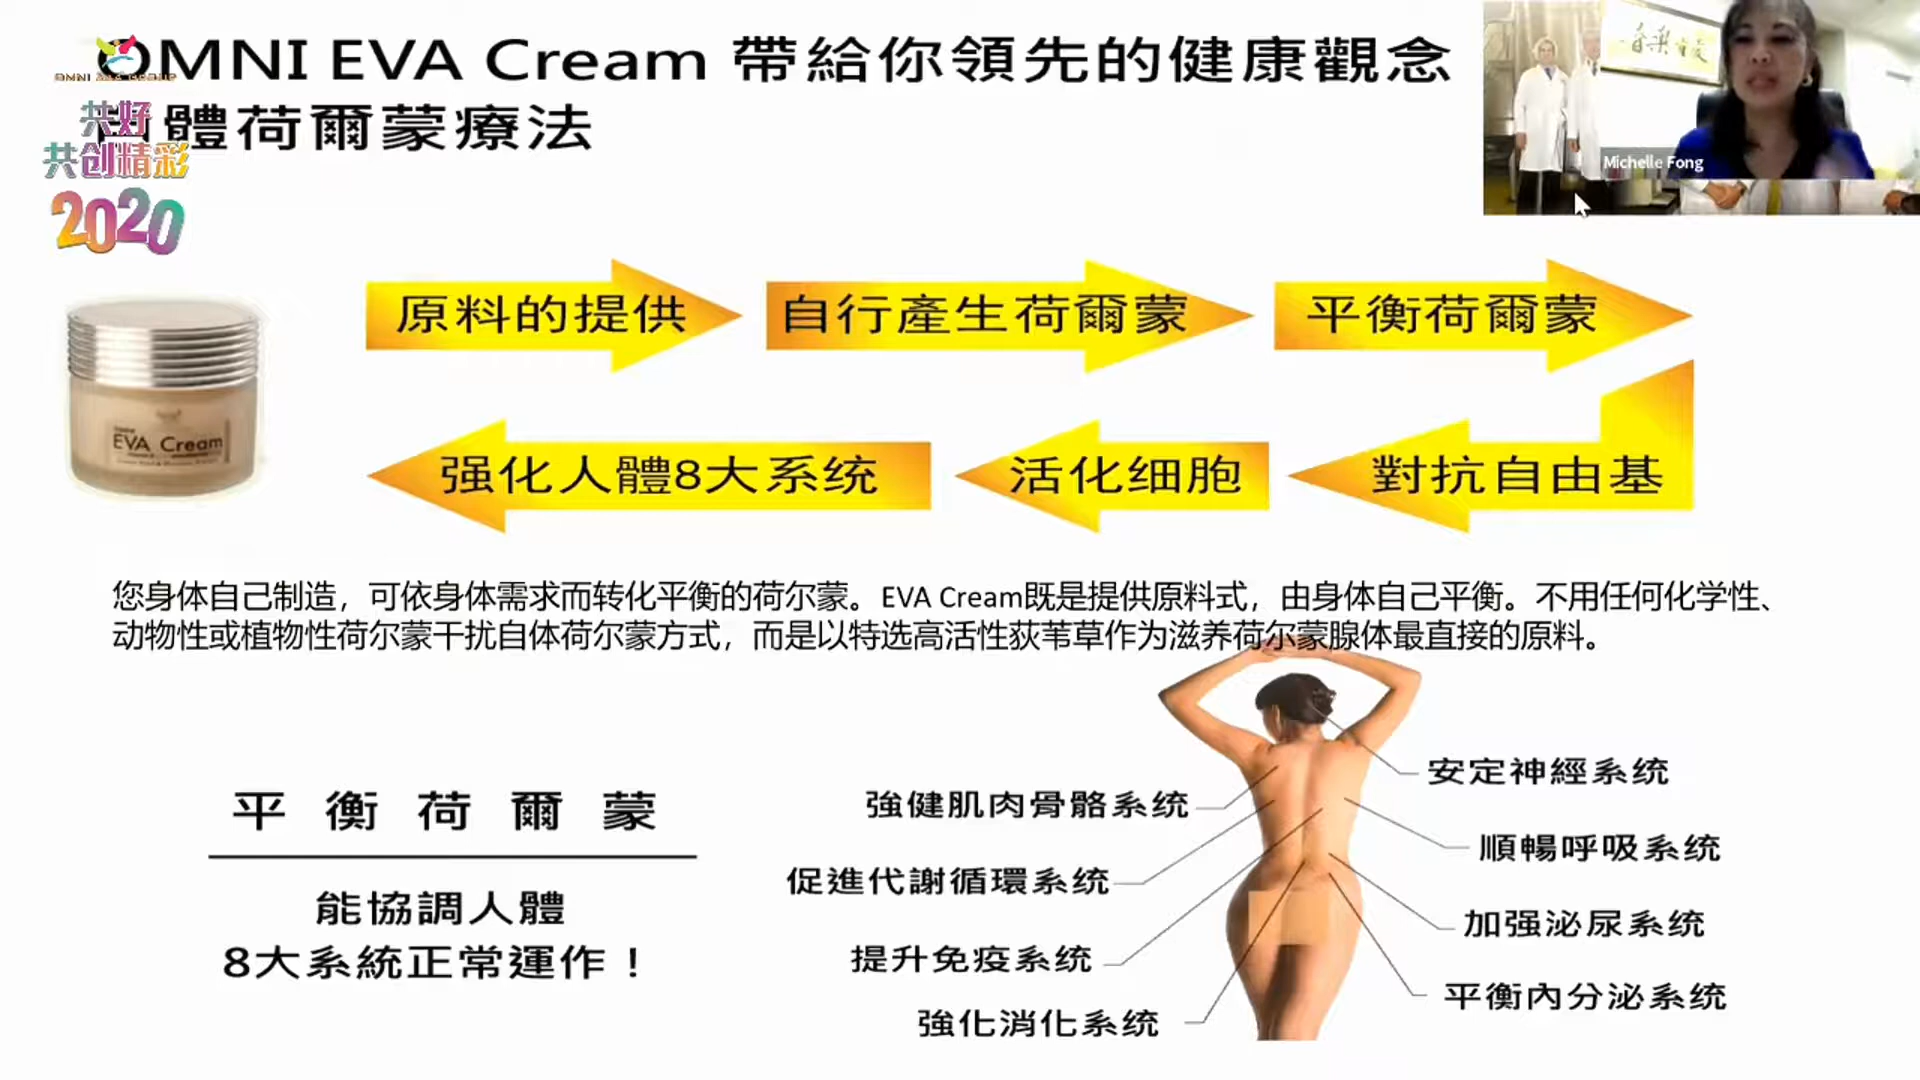 OMNI EVA Cream 帶給你領先的健康觀念
體荷爾蒙療法
OMNI EVA GROUP
共好
共创精彩
2020
Michelle Fong
原料的提供
自行產生荷爾蒙
平衡荷爾蒙
强化人體8大系统
活化细胞
對抗自由基
EVA Cream
您身体自己制造，可依身体需求而转化平衡的荷尔蒙。EVA Cream既是提供原料式，由身体自己平衡。不用任何化学性、
动物性或植物性荷尔蒙干扰自体荷尔蒙方式，而是以特选高活性荻苇草作为滋养荷尔蒙腺体最直接的原料。
平衡荷爾蒙
能協調人體
8大系統正常運作！
強健肌肉骨骼系统
促進代謝循環系统
提升免疫系统
強化消化系统
安定神經系统
順暢呼吸系统
加强泌尿系统
平衡內分泌系统